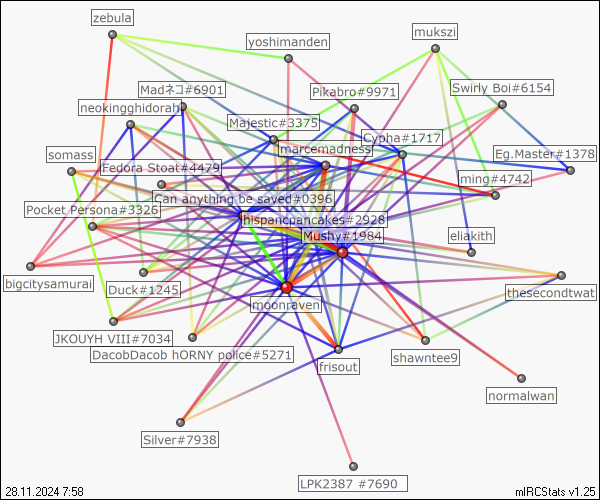 zebula
mukszi
yoshimanden
Madネコ#6901
Pikabro#9971
Swirly Boi#6154
neokingghidorah
Majestic#3375
Cypha#1717
marcemadness
Eg.Master#1378
somass
Fedora Stoat#4479
ming#4742
Can anything be saved#0396
Pocket Persona#3326
hispancpancakes#2928
Mushy#1984
eliakith
bigcitysamurai
Duck#1245
thesecondtwat
moonraven
JKOUYH VIII#7034
DacobDacob hORNY police#5271
shawntee9
frisout
normalwan
Silver#7938
LPK2387 #7690
28.11.2024 7:58
mIRCStats v1.25